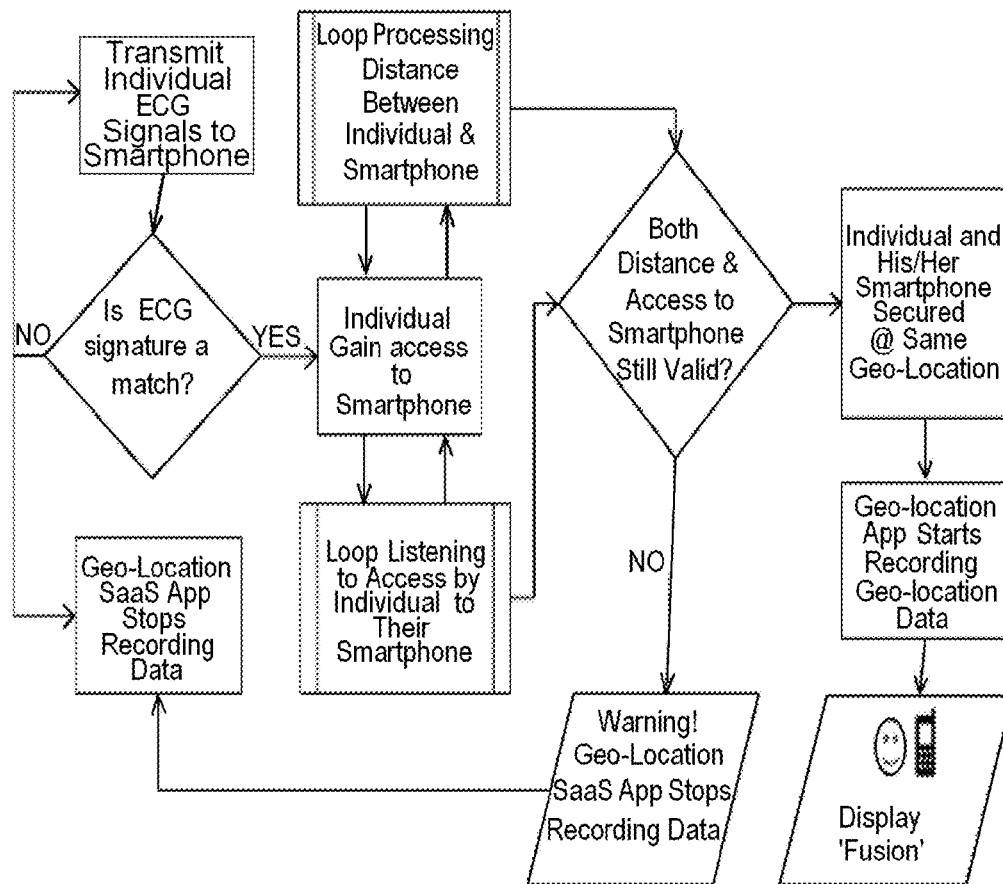 Transmit
Individual
ECG
Signals to
Smartphone
Is ECG
signature a
match?
NO
YES
Geo-Location
SaaS App
Stops
Recording
Data
Loop Processing
Distance
Between
Individual &
Smartphone
Individual
Gain access
to
Smartphone
Loop Listening
to Access by
Individual to
Their
Smartphone
Both
Distance &
Access to
Smartphone
Still Valid?
NO
Warning!
Geo-Location
SaaS App Stops
Recording Data
Individual and
His/Her
Smartphone
Secured
@ Same
Geo-Location
Geo-location
App Starts
Recording
Geo-location
Data
Display
'Fusion'